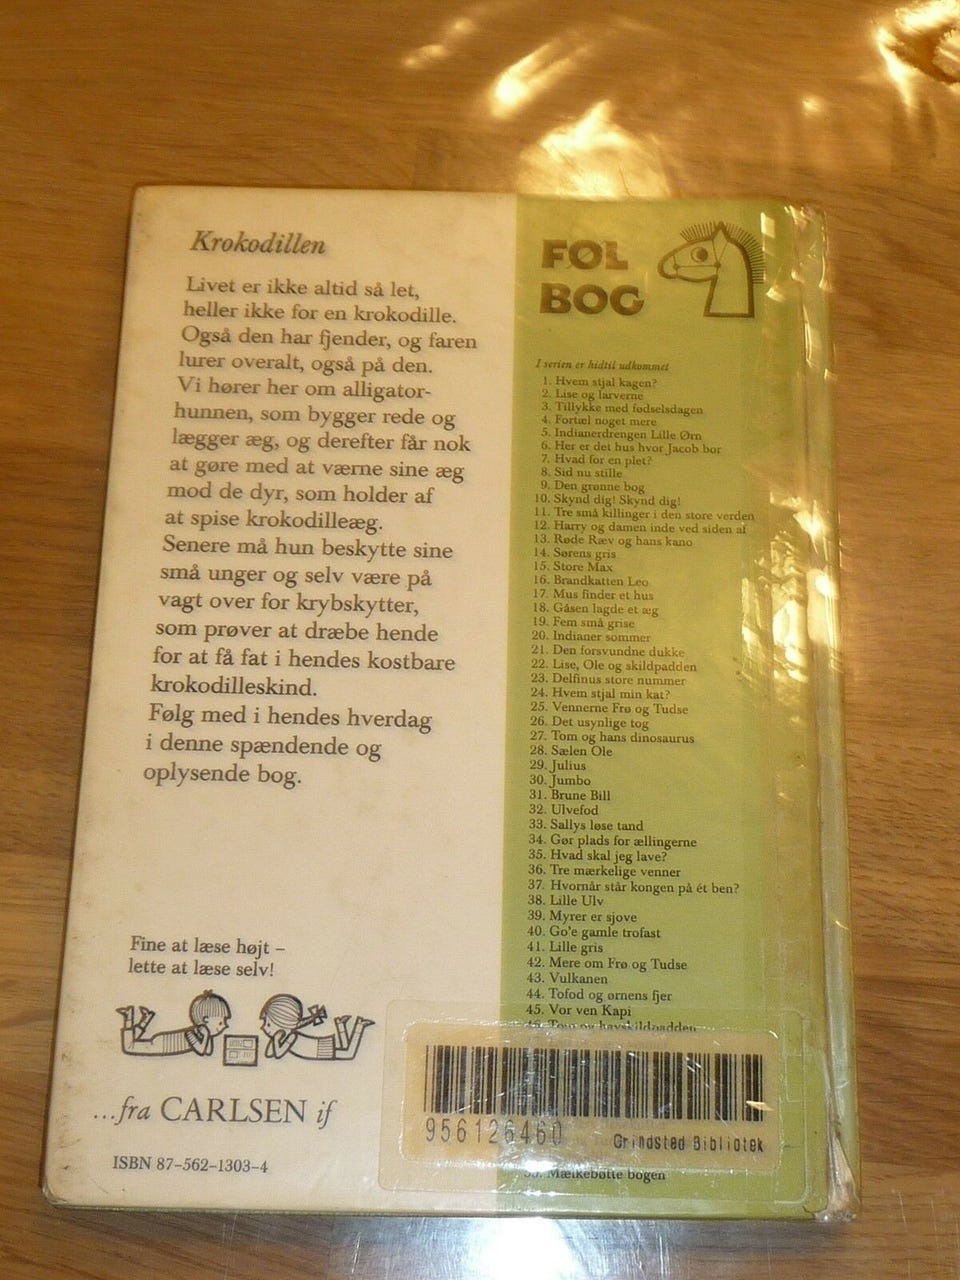 Krokodillen
Livet er ikke altid så let,
heller ikke for en krokodille.
Også den har fjender, og faren
lurer overalt, også på den.
Vi hører her om alligator-
hunnen, som bygger rede og
lægger æg, og derefter får nok
at gøre med at værne sine æg
mod de dyr, som holder af
at spise krokodilleæg.
Senere må hun beskytte sine
små unger og selv være på
vagt over for krybskytter,
som prøver at dræbe hende
for at få fat i hendes kostbare
krokodilleskind.
Følg med i hendes hverdag
i denne spændende og
oplysende bog.
Fine at læse højt –
lette at læse selv!
...fra CARLSEN if
ISBN 87-562-1303-4
FØL
BOG
I serien er hidtil udkommet
1. Hvem stjal kagen?
2. Lise og larverne
3. Tillykke med fødselsdagen
4. Fortæl noget mere
5. Indianerdrengen Lille Ørn
6. Her er det hus hvor Jacob bor
7. Hvad for en plet?
8. Sid nu stille
9. Den grønne bog
10. Skynd dig! Skynd dig!
11. Tre små killinger i den store verden
12. Harry og damen inde ved siden af
13. Røde Ræv og hans kano
14. Sørens gris
15. Store Max
16. Brandkatten Leo
17. Mus finder et hus
18. Gåsen lagde et æg
19. Fem små grise
20. Indianer sommer
21. Den forsvundne dukke
22. Lise, Ole og skildpadden
23. Delfinus store nummer
24. Hvem stjal min kat?
25. Vennerne Frø og Tudse
26. Det usynlige tog
27. Tom og hans dinosaurus
28. Sælen Ole
29. Julius
30. Jumbo
31. Brune Bill
32. Ulvefod
33. Sallys løse tand
34. Gør plads for ællingerne
35. Hvad skal jeg lave?
36. Tre mærkelige venner
37. Hvornår står kongen på ét ben?
38. Lille Ulv
39. Myrer er sjove
40. Go'e gamle trofast
41. Lille gris
42. Mere om Frø og Tudse
43. Vulkanen
44. Tofod og ørnens fjer
45. Vor ven Kapi
956126460
Grindsted Bibliotek
Mælkebøtte bogen